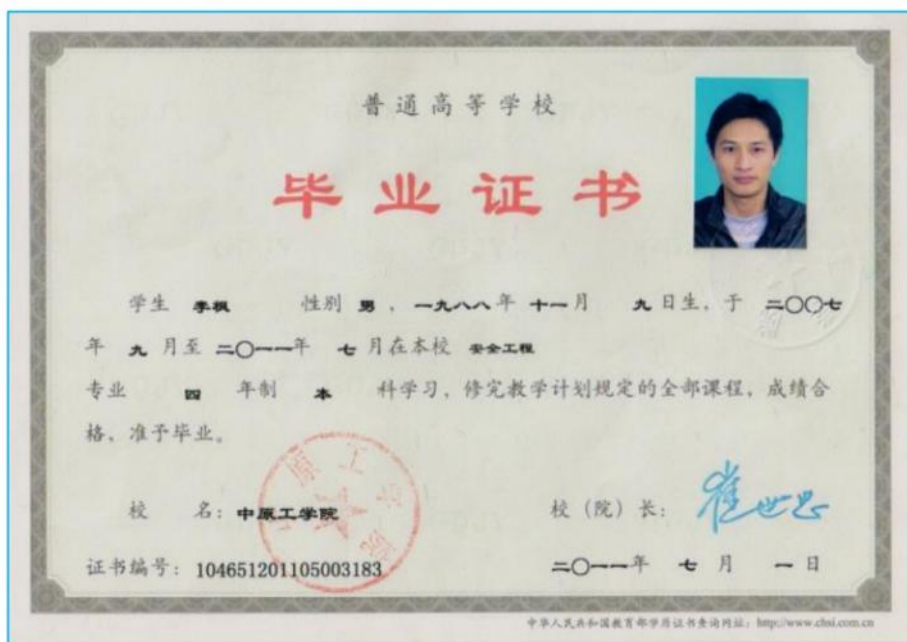 普通高等学校
毕业证书
学生 李枫 性别 男 ，一九八八年 十一月 九日生，于 二〇〇七
年 九 月至 二〇一一年 七 月在本校 安全工程
专业 四 年制 本 科学习，修完教学计划规定的全部课程，成绩合
格，准予毕业。
校 名：中原工学院
校（院）长：崔世忠
证书编号：104651201105003183
二〇一一年 七 月 一日
中华人民共和国教育部学历证书查询网址：http://www.chsi.com.cn